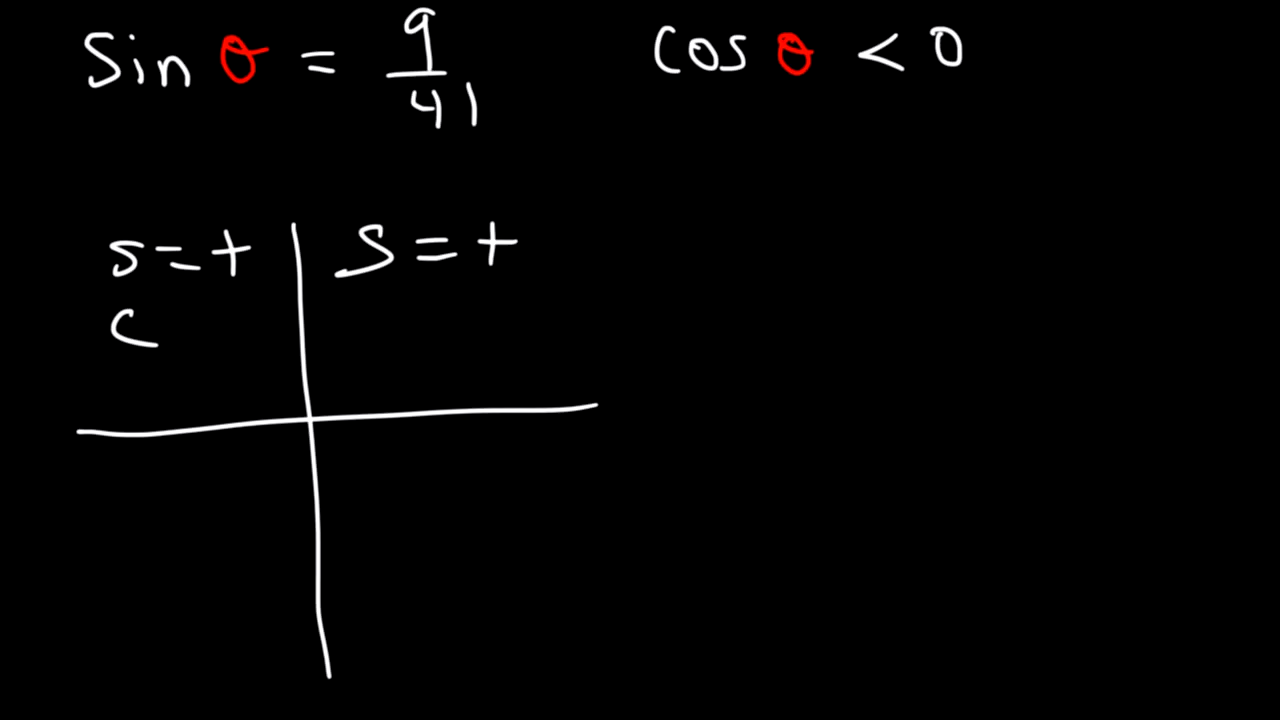 Sin θ = 9/41
cos θ < 0
s = +
S = +
C